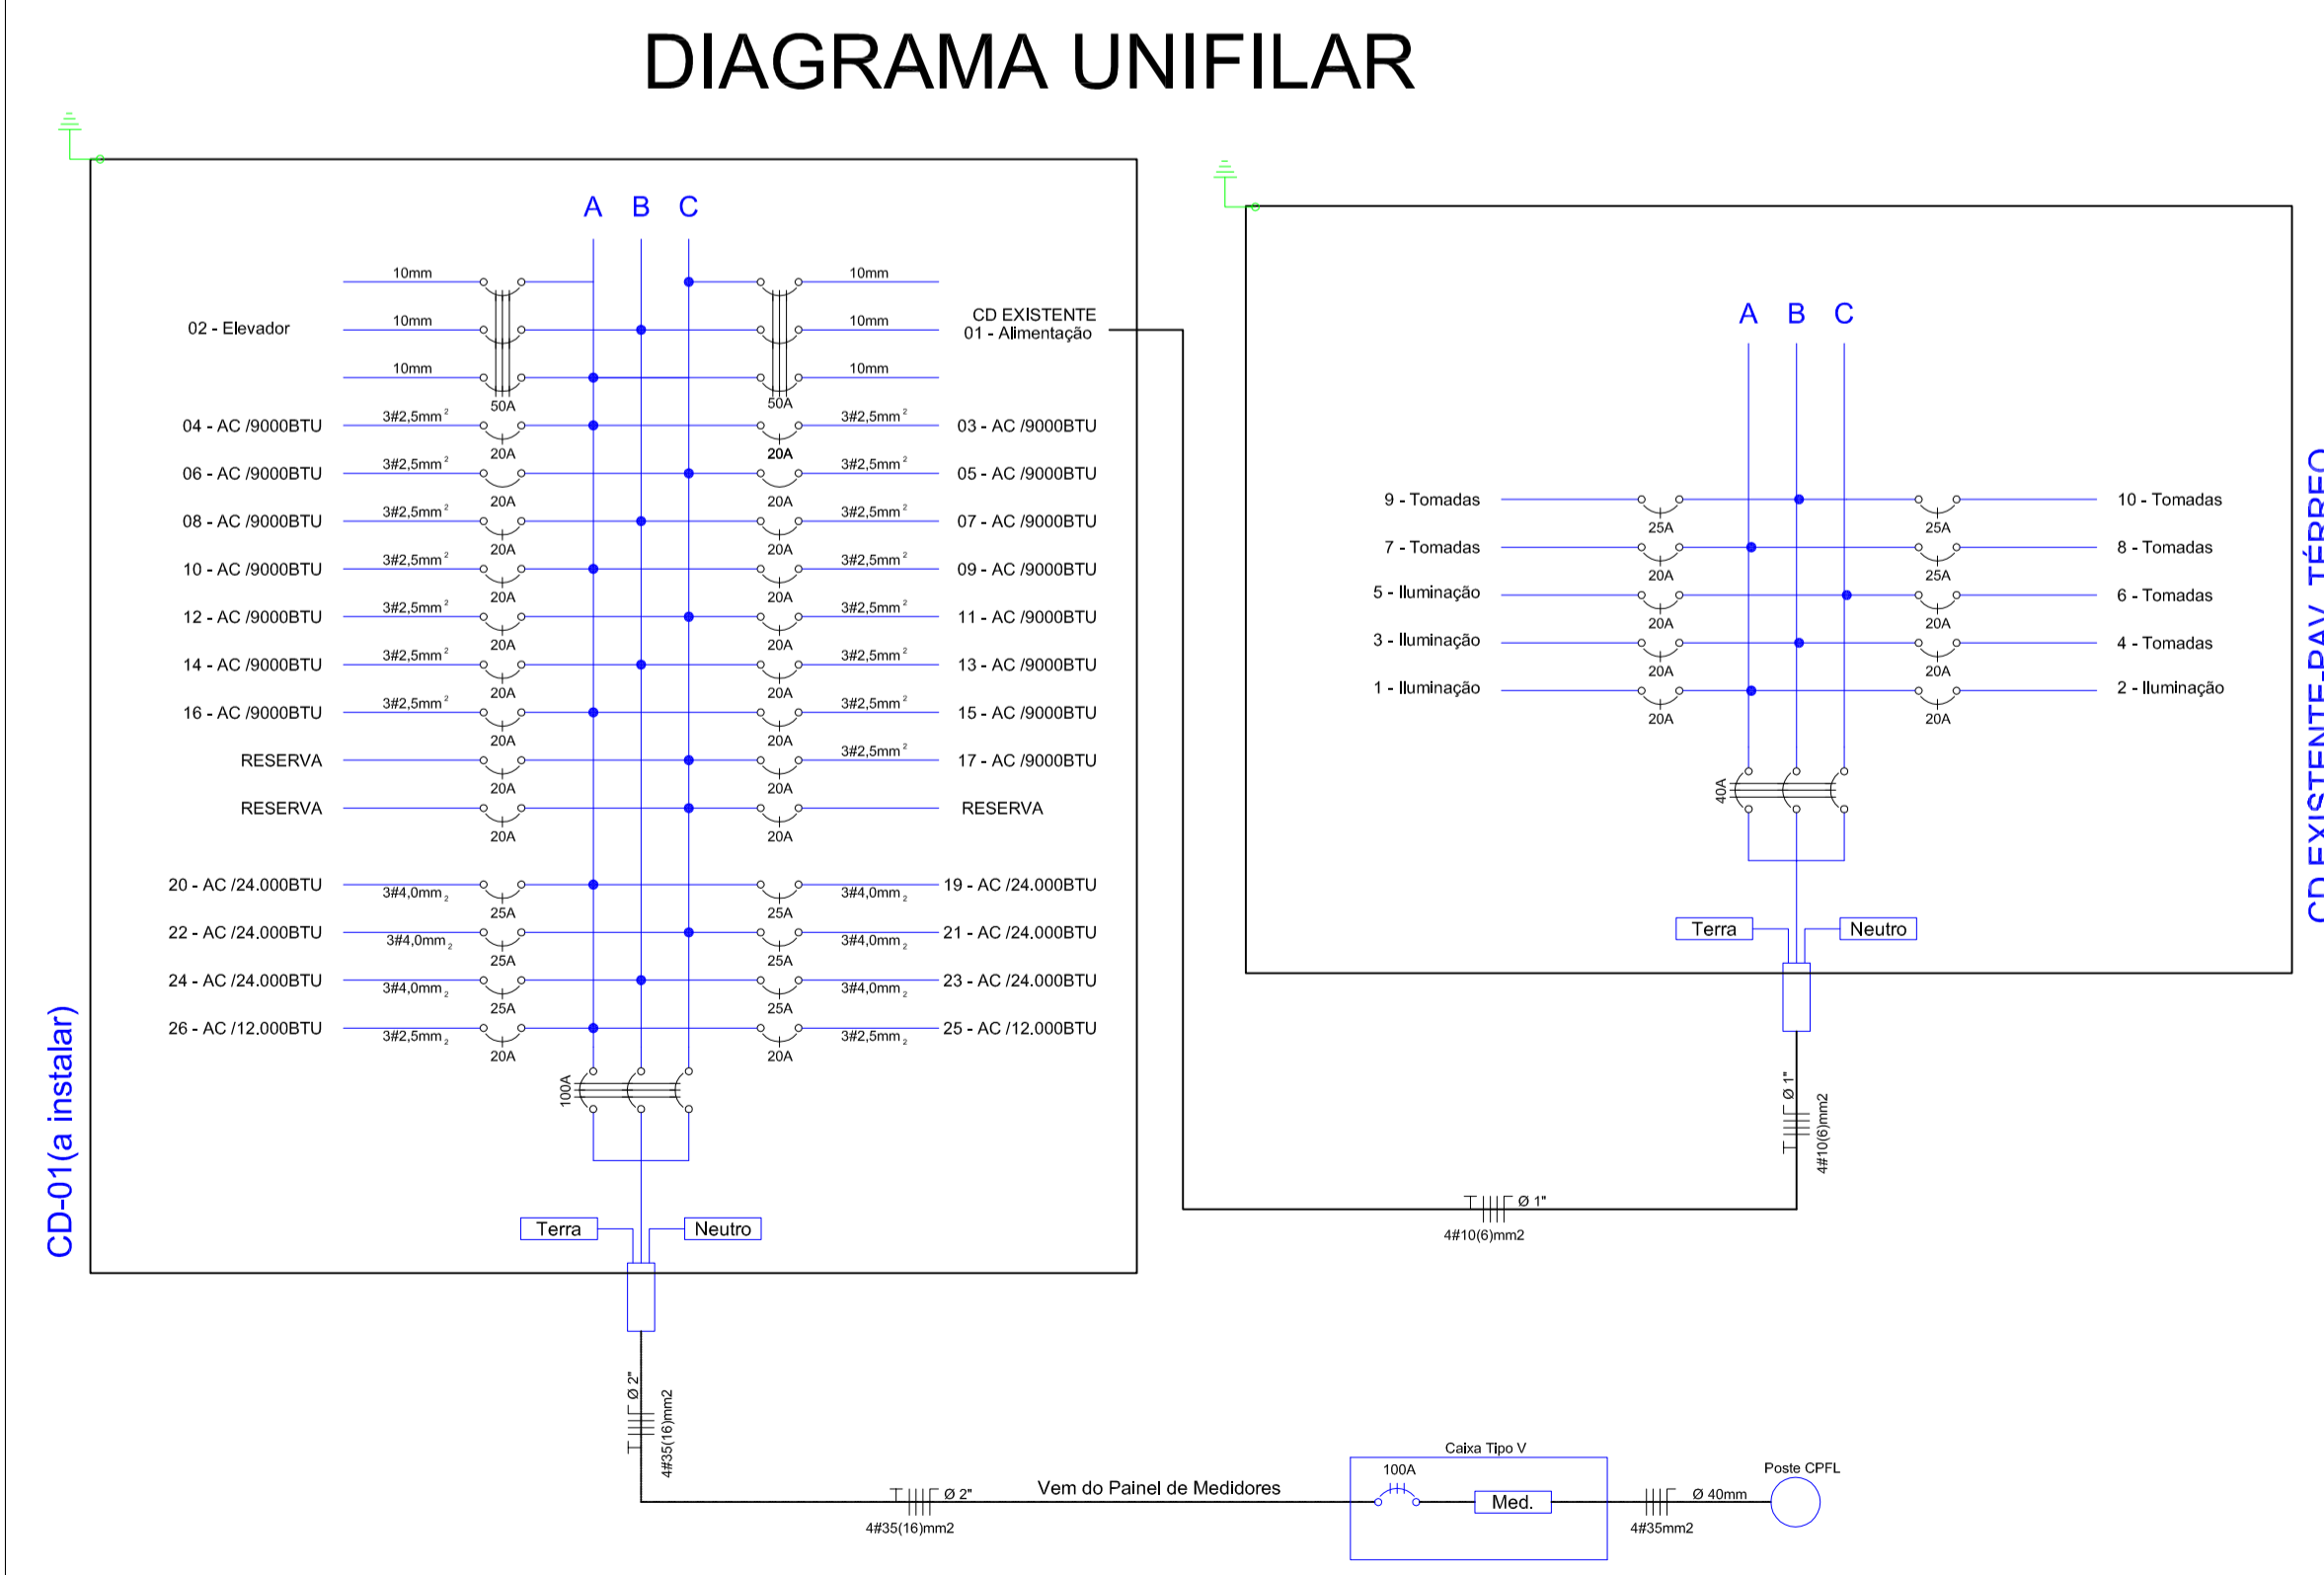 DIAGRAMA UNIFILAR
A B C
10mm 10mm
02 - Elevador 10mm 10mm CD EXISTENTE
01 - Alimentação
10mm 10mm
50A 50A
04 - AC /9000BTU 3#2,5mm² 3#2,5mm² 03 - AC /9000BTU
20A 20A
06 - AC /9000BTU 3#2,5mm² 3#2,5mm² 05 - AC /9000BTU
20A 20A
08 - AC /9000BTU 3#2,5mm² 3#2,5mm² 07 - AC /9000BTU
20A 20A
10 - AC /9000BTU 3#2,5mm² 3#2,5mm² 09 - AC /9000BTU
20A 20A
12 - AC /9000BTU 3#2,5mm² 3#2,5mm² 11 - AC /9000BTU
20A 20A
14 - AC /9000BTU 3#2,5mm² 3#2,5mm² 13 - AC /9000BTU
20A 20A
16 - AC /9000BTU 3#2,5mm² 3#2,5mm² 15 - AC /9000BTU
20A 20A
RESERVA 3#2,5mm² 17 - AC /9000BTU
20A 20A
RESERVA RESERVA
20A 20A
20 - AC /24.000BTU 3#4,0mm₂ 3#4,0mm₂ 19 - AC /24.000BTU
25A 25A
22 - AC /24.000BTU 3#4,0mm₂ 3#4,0mm₂ 21 - AC /24.000BTU
25A 25A
24 - AC /24.000BTU 3#4,0mm₂ 3#4,0mm₂ 23 - AC /24.000BTU
25A 25A
26 - AC /12.000BTU 3#2,5mm₂ 3#2,5mm₂ 25 - AC /12.000BTU
20A 20A
100A
Terra Neutro
CD-01(a instalar)
A B C
9 - Tomadas 10 - Tomadas
25A 25A
7 - Tomadas 8 - Tomadas
20A 25A
5 - Iluminação 6 - Tomadas
20A 20A
3 - Iluminação 4 - Tomadas
20A 20A
1 - Iluminação 2 - Iluminação
20A 20A
40A
Terra Neutro
CD EXISTENTE-PAV. TÉRREO
Ø 1"
4#10(6)mm2
Ø 1"
4#10(6)mm2
Ø 2"
4#35(16)mm2
Ø 2"
4#35(16)mm2
Vem do Painel de Medidores
Caixa Tipo V
100A
Med.
Ø 40mm
4#35mm2
Poste CPFL